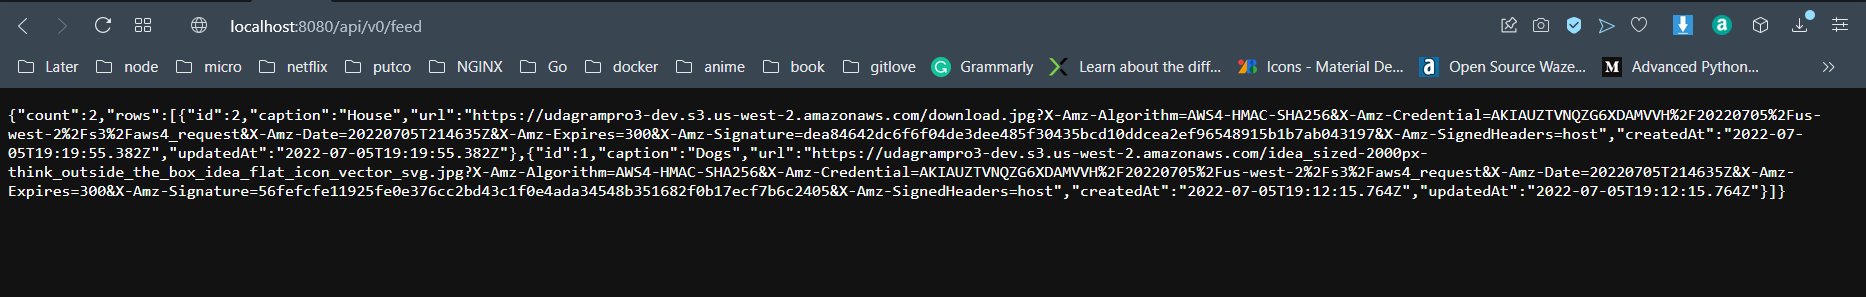 localhost:8080/api/v0/feed
Later node micro netflix putco NGINX Go docker anime book gitlove Grammarly Learn about the diff... Icons - Material De... Open Source Waze... Advanced Python...
{"count":2,"rows":[{"id":2,"caption":"House","url":"https://udagrampro3-dev.s3.us-west-2.amazonaws.com/download.jpg?X-Amz-Algorithm=AWS4-HMAC-SHA256&X-Amz-Credential=AKIAUZTVNQZG6XDAMVVH%2F20220705%2Fus-
west-2%2Fs3%2Faws4_request&X-Amz-Date=20220705T214635Z&X-Amz-Expires=300&X-Amz-Signature=dea84642dc6f6f04de3dee485f30435bcd10ddcea2ef96548915b1b7ab043197&X-Amz-SignedHeaders=host","createdAt":"2022-07-
05T19:19:55.382Z","updatedAt":"2022-07-05T19:19:55.382Z"},{"id":1,"caption":"Dogs","url":"https://udagrampro3-dev.s3.us-west-2.amazonaws.com/idea_sized-2000px-
think_outside_the_box_idea_flat_icon_vector_svg.jpg?X-Amz-Algorithm=AWS4-HMAC-SHA256&X-Amz-Credential=AKIAUZTVNQZG6XDAMVVH%2F20220705%2Fus-west-2%2Fs3%2Faws4_request&X-Amz-Date=20220705T214635Z&X-Amz-
Expires=300&X-Amz-Signature=56fefcfe11925fe0e376cc2bd43c1f0e4ada34548b351682f0b17ecf7b6c2405&X-Amz-SignedHeaders=host","createdAt":"2022-07-05T19:12:15.764Z","updatedAt":"2022-07-05T19:12:15.764Z"}]}